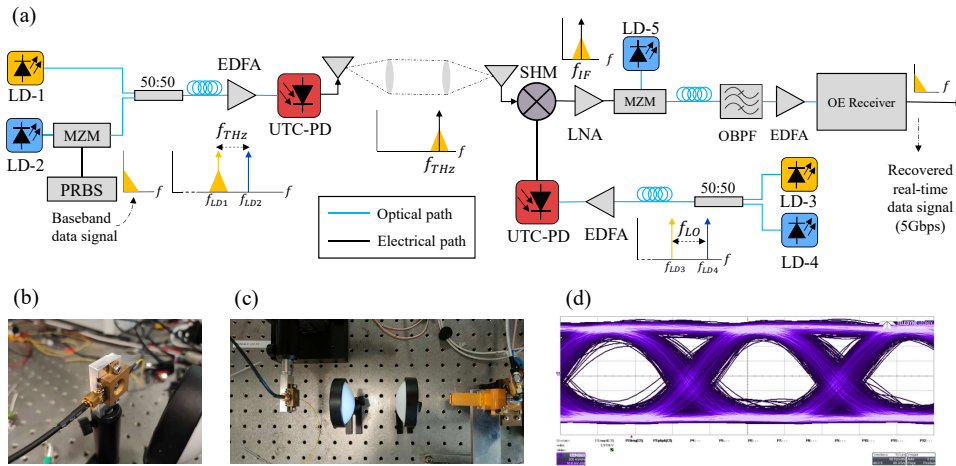 (a)
LD-1
LD-2
MZM
PRBS
Baseband
data signal
f
50:50
EDFA
UTC-PD
f_THz
f_LD1
f_LD2
f
f_THz
f
Optical path
Electrical path
SHM
f_IF
f
LNA
LD-5
MZM
OBPF
EDFA
OE Receiver
f
Recovered
real-time
data signal
(5Gbps)
UTC-PD
EDFA
50:50
LD-3
LD-4
f_LO
f_LD3
f_LD4
f
(b)
(c)
(d)